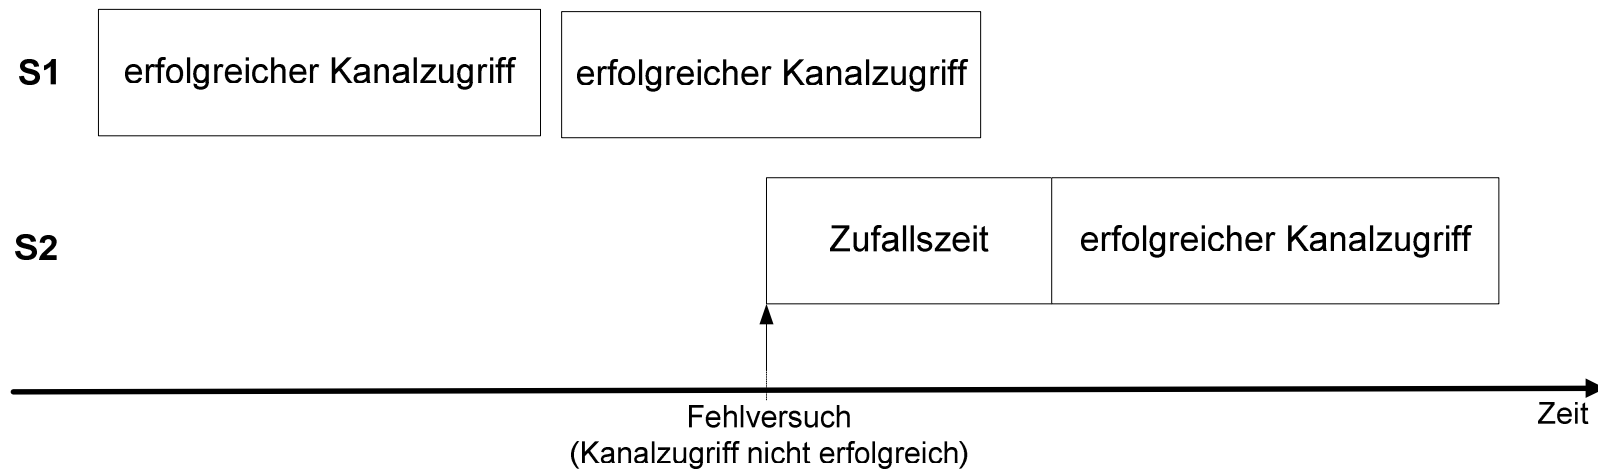 S1
erfolgreicher Kanalzugriff
erfolgreicher Kanalzugriff
S2
Zufallszeit
erfolgreicher Kanalzugriff
Fehlversuch
(Kanalzugriff nicht erfolgreich)
Zeit